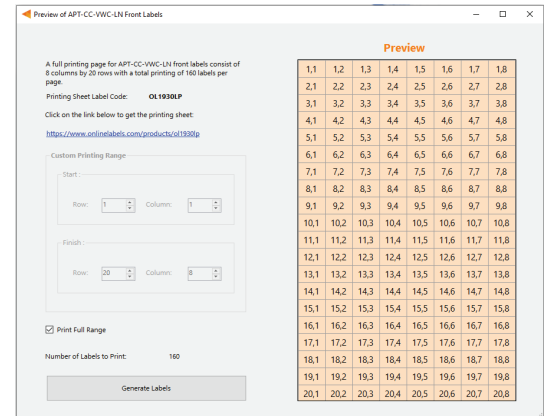 Preview of APT-CC-VWC-LN Front Labels
A full printing page for APT-CC-VWC-LN front labels consist of
8 columns by 20 rows with a total printing of 160 labels per
page.
Printing Sheet Label Code: OL1930LP
Click on the link below to get the printing sheet:
https://www.onlinelabels.com/products/ol1930lp
Custom Printing Range
Start :
Row: 1 Column: 1
Finish :
Row: 20 Column: 8
Print Full Range
Number of Labels to Print: 160
Generate Labels
Preview
1,1 1,2 1,3 1,4 1,5 1,6 1,7 1,8
2,1 2,2 2,3 2,4 2,5 2,6 2,7 2,8
3,1 3,2 3,3 3,4 3,5 3,6 3,7 3,8
4,1 4,2 4,3 4,4 4,5 4,6 4,7 4,8
5,1 5,2 5,3 5,4 5,5 5,6 5,7 5,8
6,1 6,2 6,3 6,4 6,5 6,6 6,7 6,8
7,1 7,2 7,3 7,4 7,5 7,6 7,7 7,8
8,1 8,2 8,3 8,4 8,5 8,6 8,7 8,8
9,1 9,2 9,3 9,4 9,5 9,6 9,7 9,8
10,1 10,2 10,3 10,4 10,5 10,6 10,7 10,8
11,1 11,2 11,3 11,4 11,5 11,6 11,7 11,8
12,1 12,2 12,3 12,4 12,5 12,6 12,7 12,8
13,1 13,2 13,3 13,4 13,5 13,6 13,7 13,8
14,1 14,2 14,3 14,4 14,5 14,6 14,7 14,8
15,1 15,2 15,3 15,4 15,5 15,6 15,7 15,8
16,1 16,2 16,3 16,4 16,5 16,6 16,7 16,8
17,1 17,2 17,3 17,4 17,5 17,6 17,7 17,8
18,1 18,2 18,3 18,4 18,5 18,6 18,7 18,8
19,1 19,2 19,3 19,4 19,5 19,6 19,7 19,8
20,1 20,2 20,3 20,4 20,5 20,6 20,7 20,8